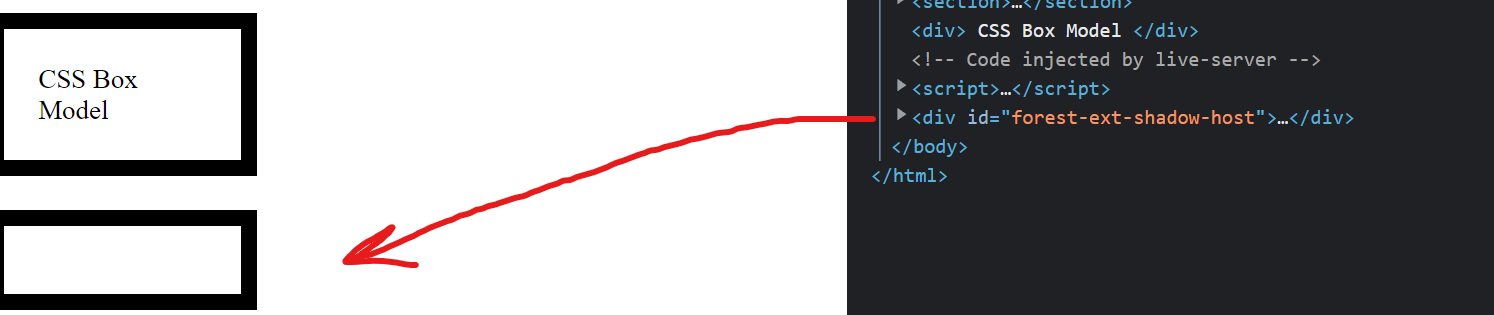 CSS Box
Model
<section>…</section>
<div> CSS Box Model </div>
<!-- Code injected by live-server -->
<script>…</script>
<div id="forest-ext-shadow-host">…</div>
</body>
</html>